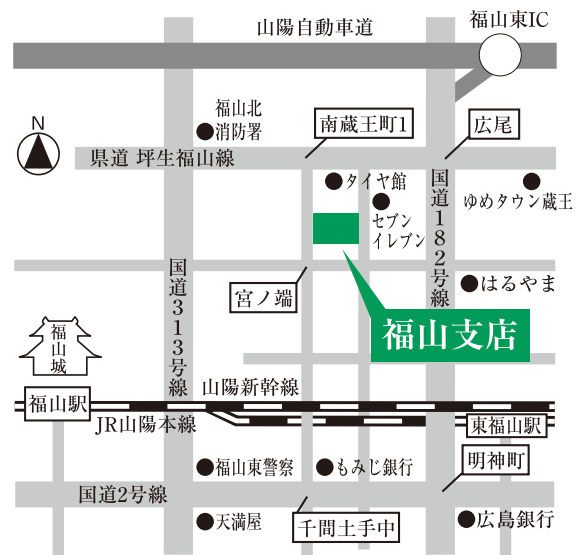 福山東IC
山陽自動車道
福山北
消防署
N
南蔵王町1
広尾
県道 坪生福山線
タイヤ館
セブン
イレブン
国道182号線
ゆめタウン蔵王
国道313号線
宮ノ端
はるやま
福山支店
福山城
山陽新幹線
福山駅
JR山陽本線
東福山駅
福山東警察
もみじ銀行
明神町
国道2号線
天満屋
千間土手中
広島銀行